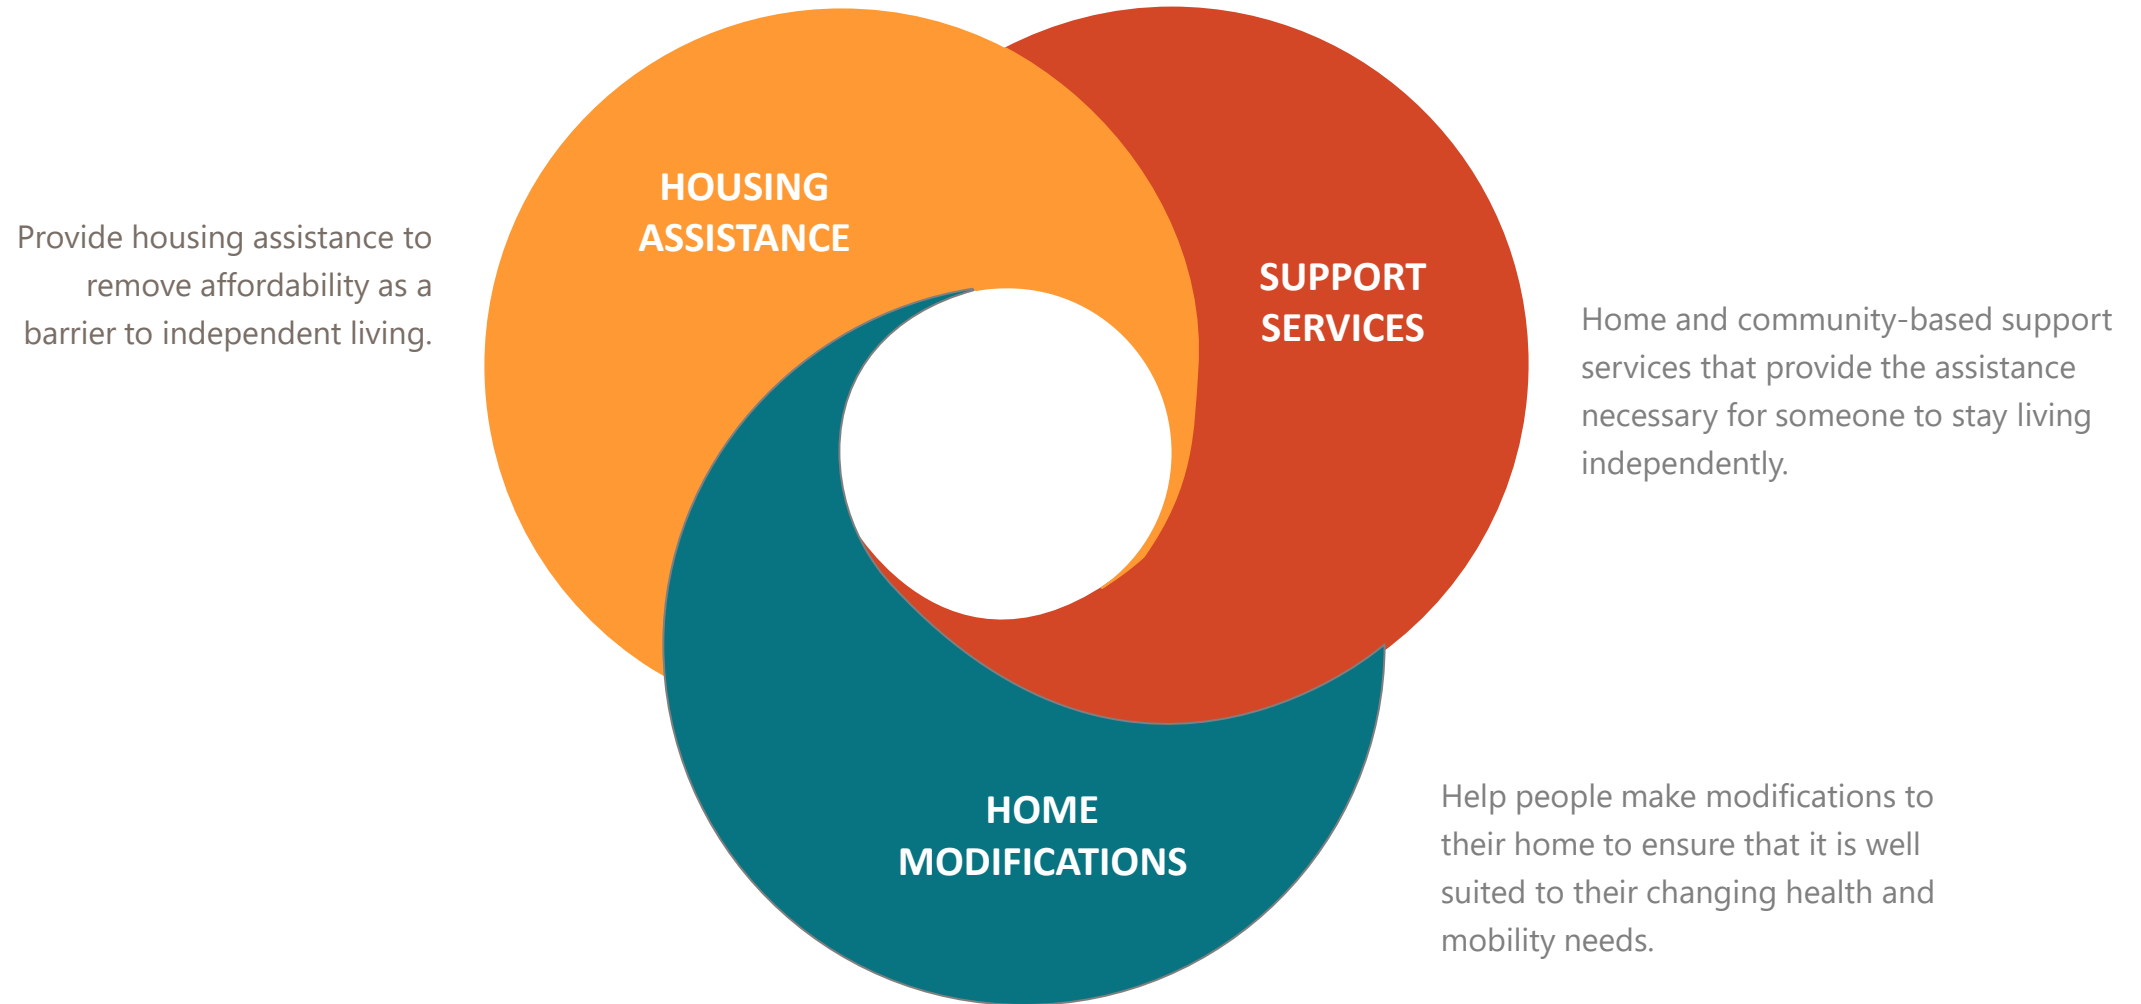 HOUSING
ASSISTANCE
Provide housing assistance to
remove affordability as a
barrier to independent living.
SUPPORT
SERVICES
Home and community-based support
services that provide the assistance
necessary for someone to stay living
independently.
HOME
MODIFICATIONS
Help people make modifications to
their home to ensure that it is well
suited to their changing health and
mobility needs.